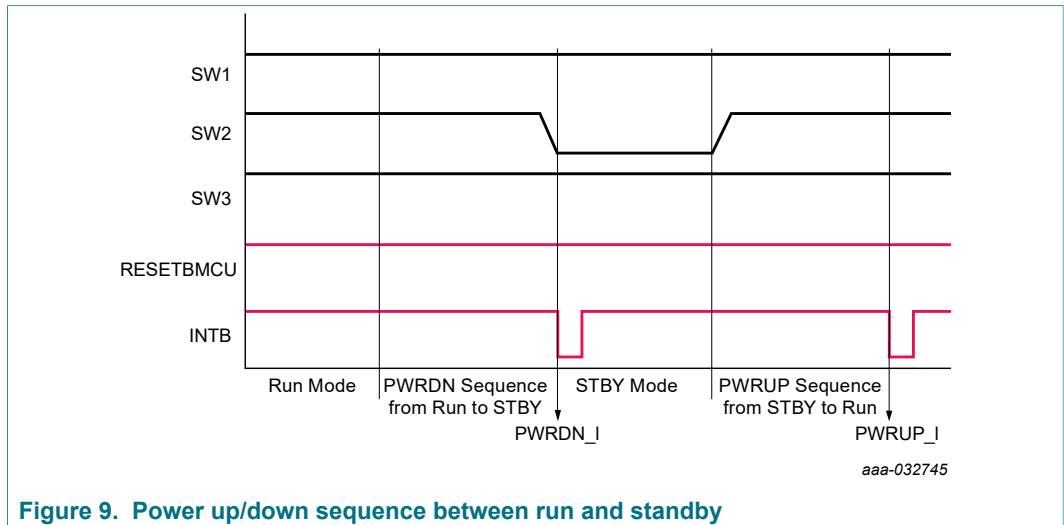 SW1
SW2
SW3
RESETBMCU
INTB
Run Mode
PWRDN Sequence
from Run to STBY
STBY Mode
PWRUP Sequence
from STBY to Run
PWRDN_I
PWRUP_I
aaa-032745
Figure 9. Power up/down sequence between run and standby